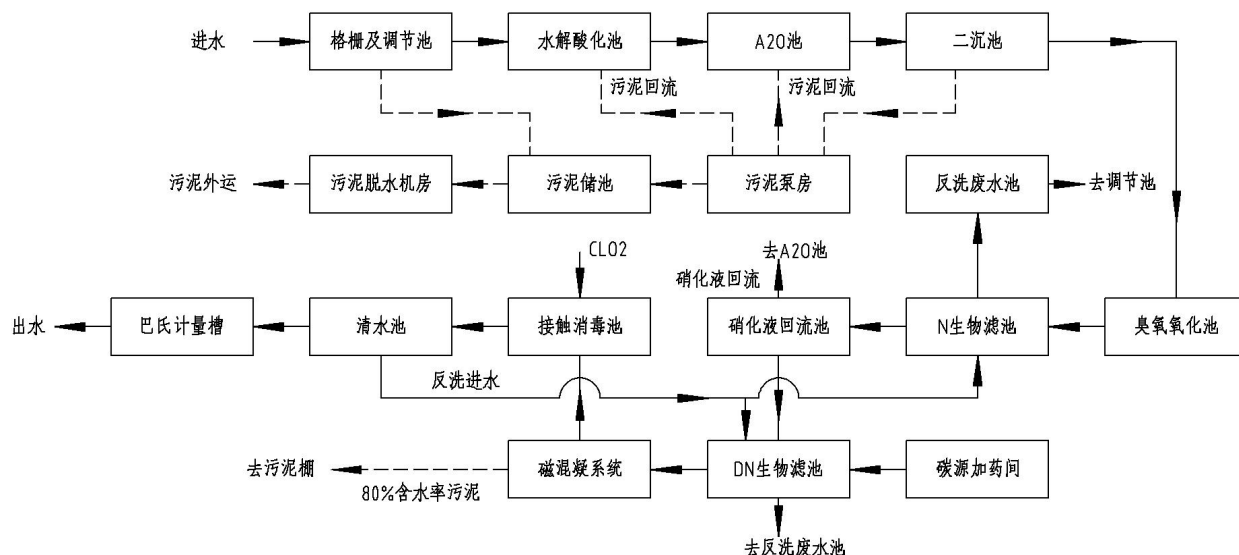 进水
格栅及调节池
水解酸化池
A2O池
二沉池
污泥回流
污泥回流
污泥外运
污泥脱水机房
污泥储池
污泥泵房
反洗废水池
去调节池
CLO2
去A2O池
硝化液回流
出水
巴氏计量槽
清水池
接触消毒池
硝化液回流池
N生物滤池
臭氧氧化池
反洗进水
去污泥棚
磁混凝系统
DN生物滤池
碳源加药间
80%含水率污泥
去反洗废水池